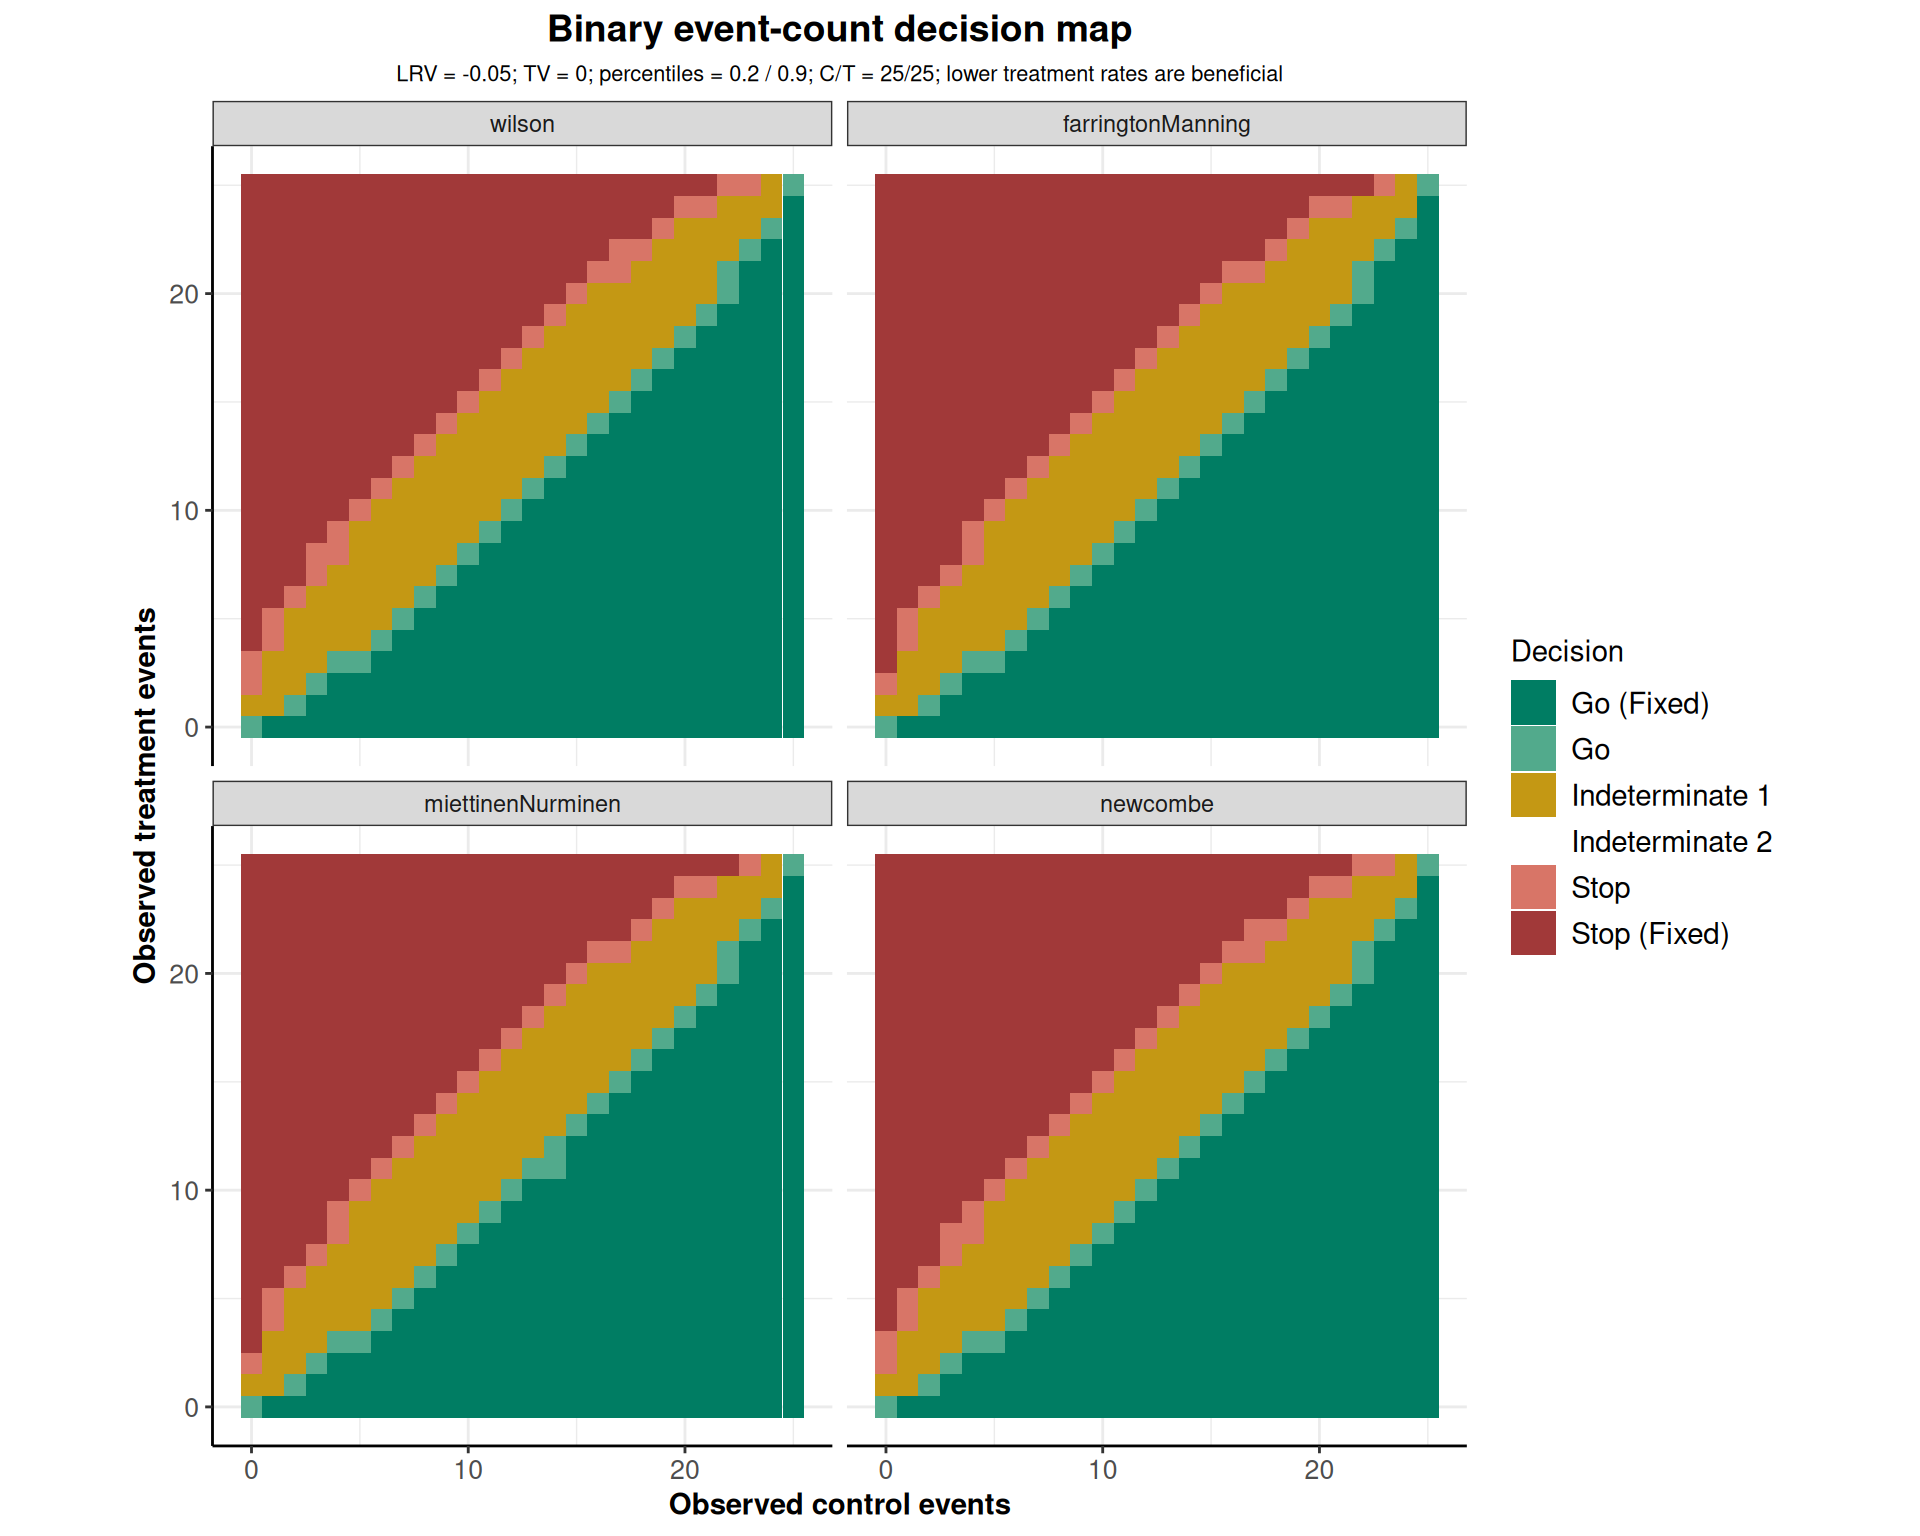 Binary event-count decision map
LRV = -0.05; TV = 0; percentiles = 0.2 / 0.9; C/T = 25/25; lower treatment rates are beneficial
wilson
farringtonManning
20
10
0
miettinenNurminen
newcombe
20
10
0
0
10
20
0
10
20
Observed control events
Observed treatment events
Decision
Go (Fixed)
Go
Indeterminate 1
Indeterminate 2
Stop
Stop (Fixed)